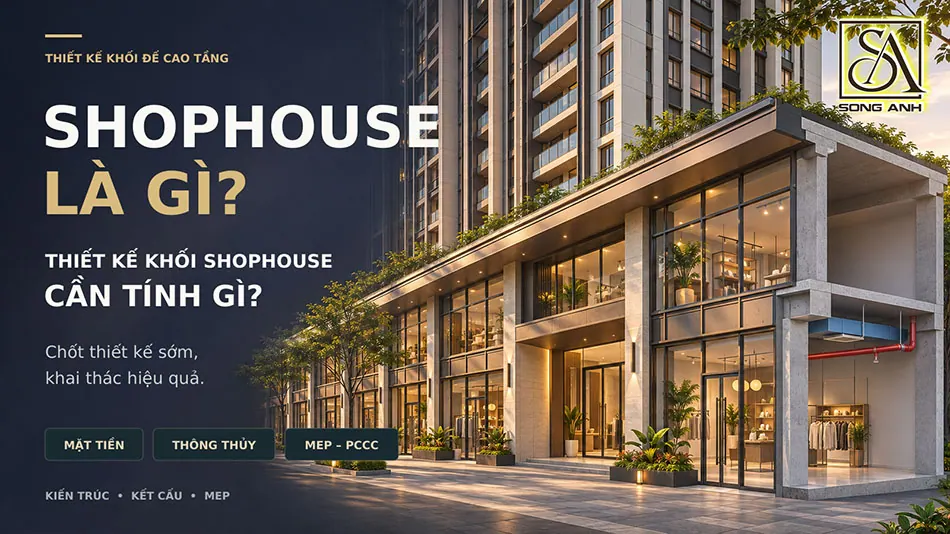 THIẾT KẾ KHỐI ĐẾ CAO TẦNG
SHOPHOUSE
LÀ GÌ?
THIẾT KẾ KHỐI SHOPHOUSE
CẦN TÍNH GÌ?
Chốt thiết kế sớm,
khai thác hiệu quả.
MẶT TIỀN
THÔNG THỦY
MEP – PCCC
KIẾN TRÚC • KẾT CẤU • MEP
SA
SONG ANH